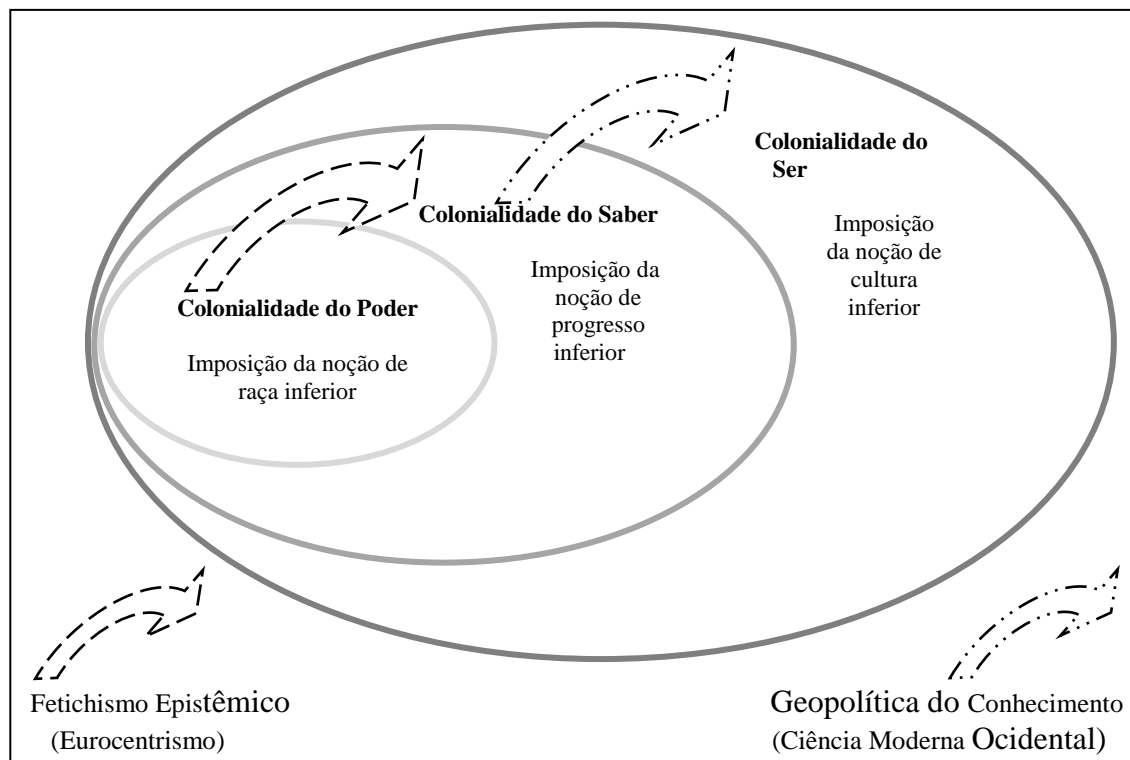 Colonialidade do Poder
Imposição da noção de
raça inferior
Colonialidade do Saber
Imposição da
noção de
progresso
inferior
Colonialidade do
Ser
Imposição
da noção de
cultura
inferior
Fetichismo Epistêmico
(Eurocentrismo)
Geopolítica do Conhecimento
(Ciência Moderna Ocidental)